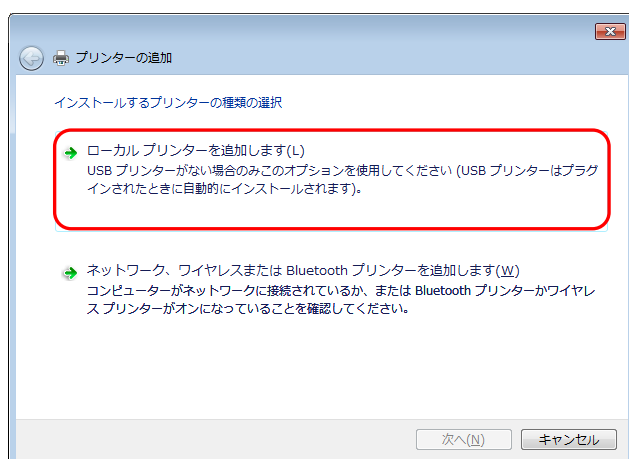 プリンターの追加
インストールするプリンターの種類の選択
ローカル プリンターを追加します(L)
USB プリンターがない場合のみこのオプションを使用してください (USB プリンターはプラグ
インされたときに自動的にインストールされます)。
ネットワーク、ワイヤレスまたは Bluetooth プリンターを追加します(W)
コンピューターがネットワークに接続されているか、または Bluetooth プリンターかワイヤレ
ス プリンターがオンになっていることを確認してください。
次へ(N)
キャンセル